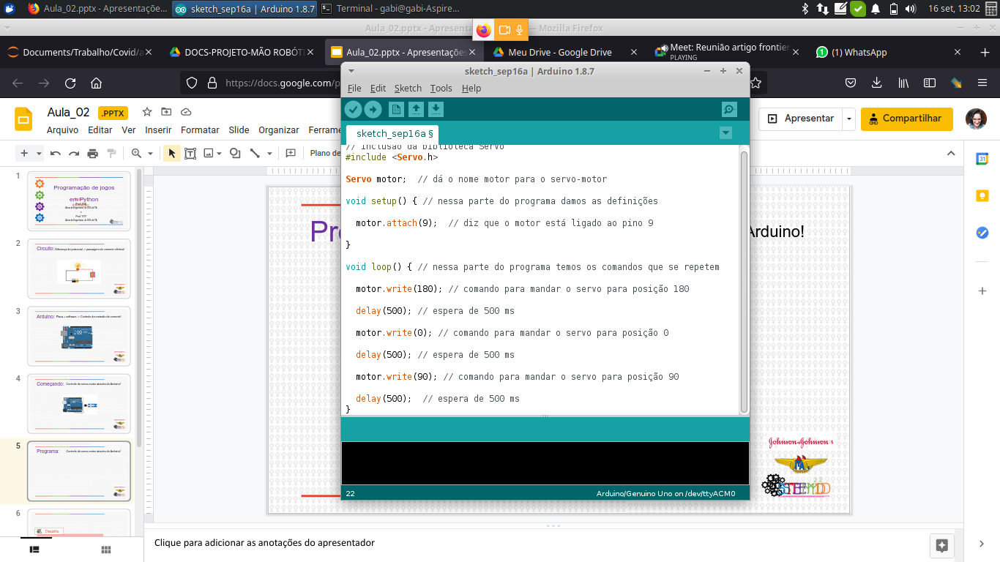 Aula_02.pptx - Apresentaçõe...
sketch_sep16a | Arduino 1.8.7
Terminal - gabi@gabi-Aspire...
16 set, 13:02
Aula_02.pptx - Apresenta
— Mozilla Firefox
Documents/Trabalho/Covid/a
DOCS-PROJETO-MÃO ROBÓTI
Aula_02.pptx - Apresentações
Meu Drive - Google Drive
Meet: Reunião artigo frontier
PLAYING
(1) WhatsApp
https://docs.google.com/p
Aula_02
.PPTX
Arquivo Editar Ver Inserir Formatar Slide Organizar Ferrame
Apresentar
Compartilhar
Plano de
31
sketch_sep16a | Arduino 1.8.7
File Edit Sketch Tools Help
sketch_sep16a §
// Inclusão da biblioteca Servo
#include <Servo.h>
Servo motor;  // dá o nome motor para o servo-motor
void setup() { // nessa parte do programa damos as definições
motor.attach(9);  // diz que o motor está ligado ao pino 9
}
void loop() { // nessa parte do programa temos os comandos que se repetem
motor.write(180); // comando para mandar o servo para posição 180
delay(500); // espera de 500 ms
motor.write(0); // comando para mandar o servo para posição 0
delay(500); // espera de 500 ms
motor.write(90); // comando para mandar o servo para posição 90
delay(500);  // espera de 500 ms
}
22
Arduino/Genuino Uno on /dev/ttyACM0
1
Programação de jogos
em Python
2
Circuito: Diferença de potencial -> passagem de corrente elétrica!
3
Arduino: Placa + software -> Controle da emissão de corrente!
4
Começando: Controle do servo-motor através do Arduino!
5
Programa: Controle do servo-motor através do Arduino!
6
Desafio
Pro
Arduino!
Johnson&Johnson
ITA
STEM2D
Clique para adicionar as anotações do apresentador